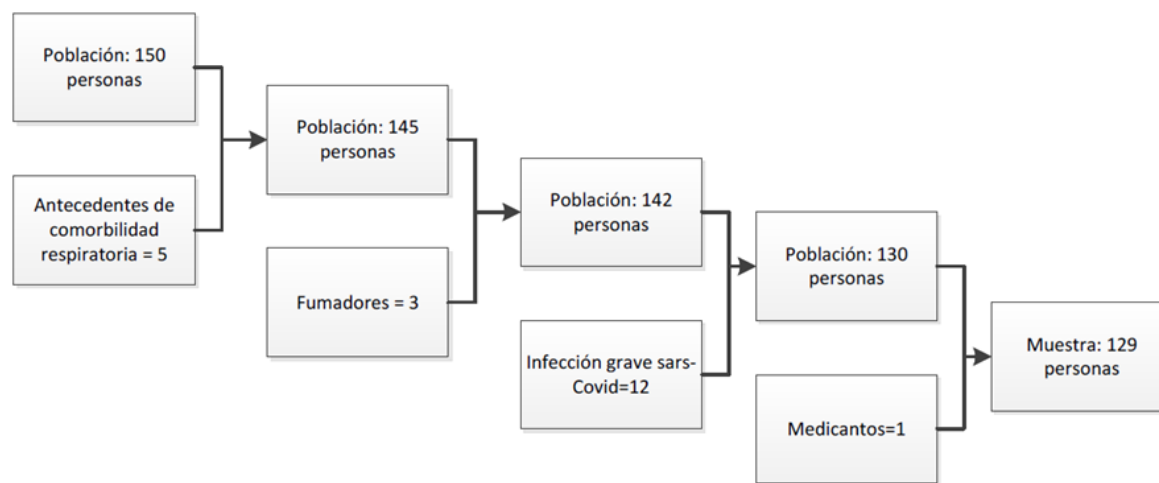 Población: 150
personas
Antecedentes de
comorbilidad
respiratoria = 5
Población: 145
personas
Fumadores = 3
Población: 142
personas
Infección grave sars-
Covid=12
Población: 130
personas
Medicantos=1
Muestra: 129
personas